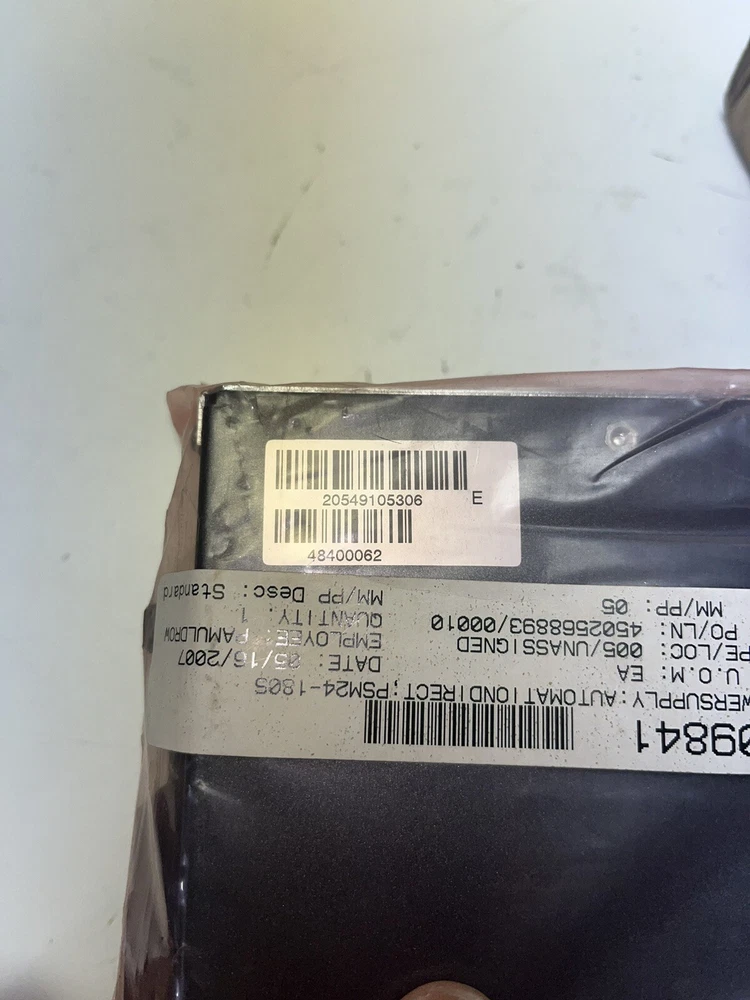 20549105306 E
48400062
09841
WERSUPPLY:AUTOMATIONDIRECT;PSM24-180S
U.O.M: EA DATE: 05/16/2007
PE/LOC: 005/UNASSIGNED EMPLOYEE: PAMULDROW
PO/LN: 4502568893/00010 QUANTITY: 1
MM/PP: 05 MM/PP Desc: Standard